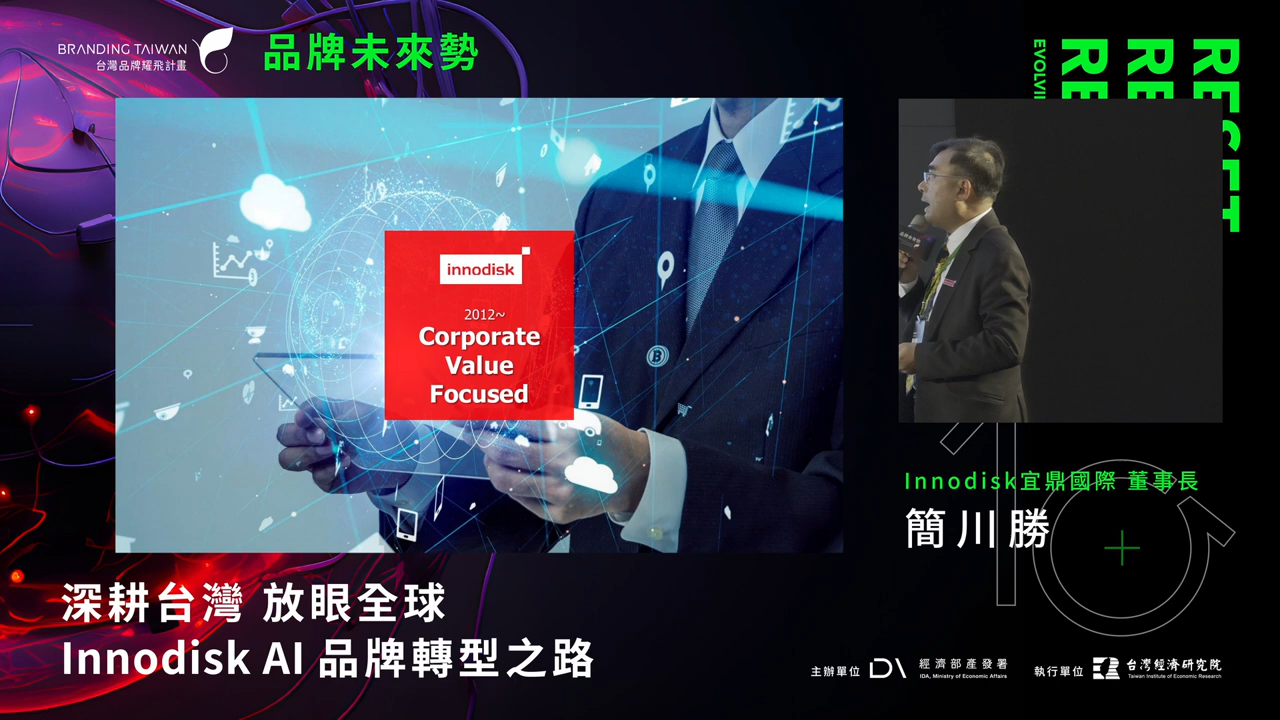 BRANDING TAIWAN
台灣品牌耀飛計畫
品牌未來勢
innodisk
2012~
Corporate
Value
Focused
RESET
RE
RE
Innodisk宜鼎國際 董事長
簡川勝
深耕台灣 放眼全球
Innodisk AI 品牌轉型之路
主辦單位
經濟部產發署
IDA, Ministry of Economic Affairs
執行單位
台灣經濟研究院
Taiwan Institute of Economic Research